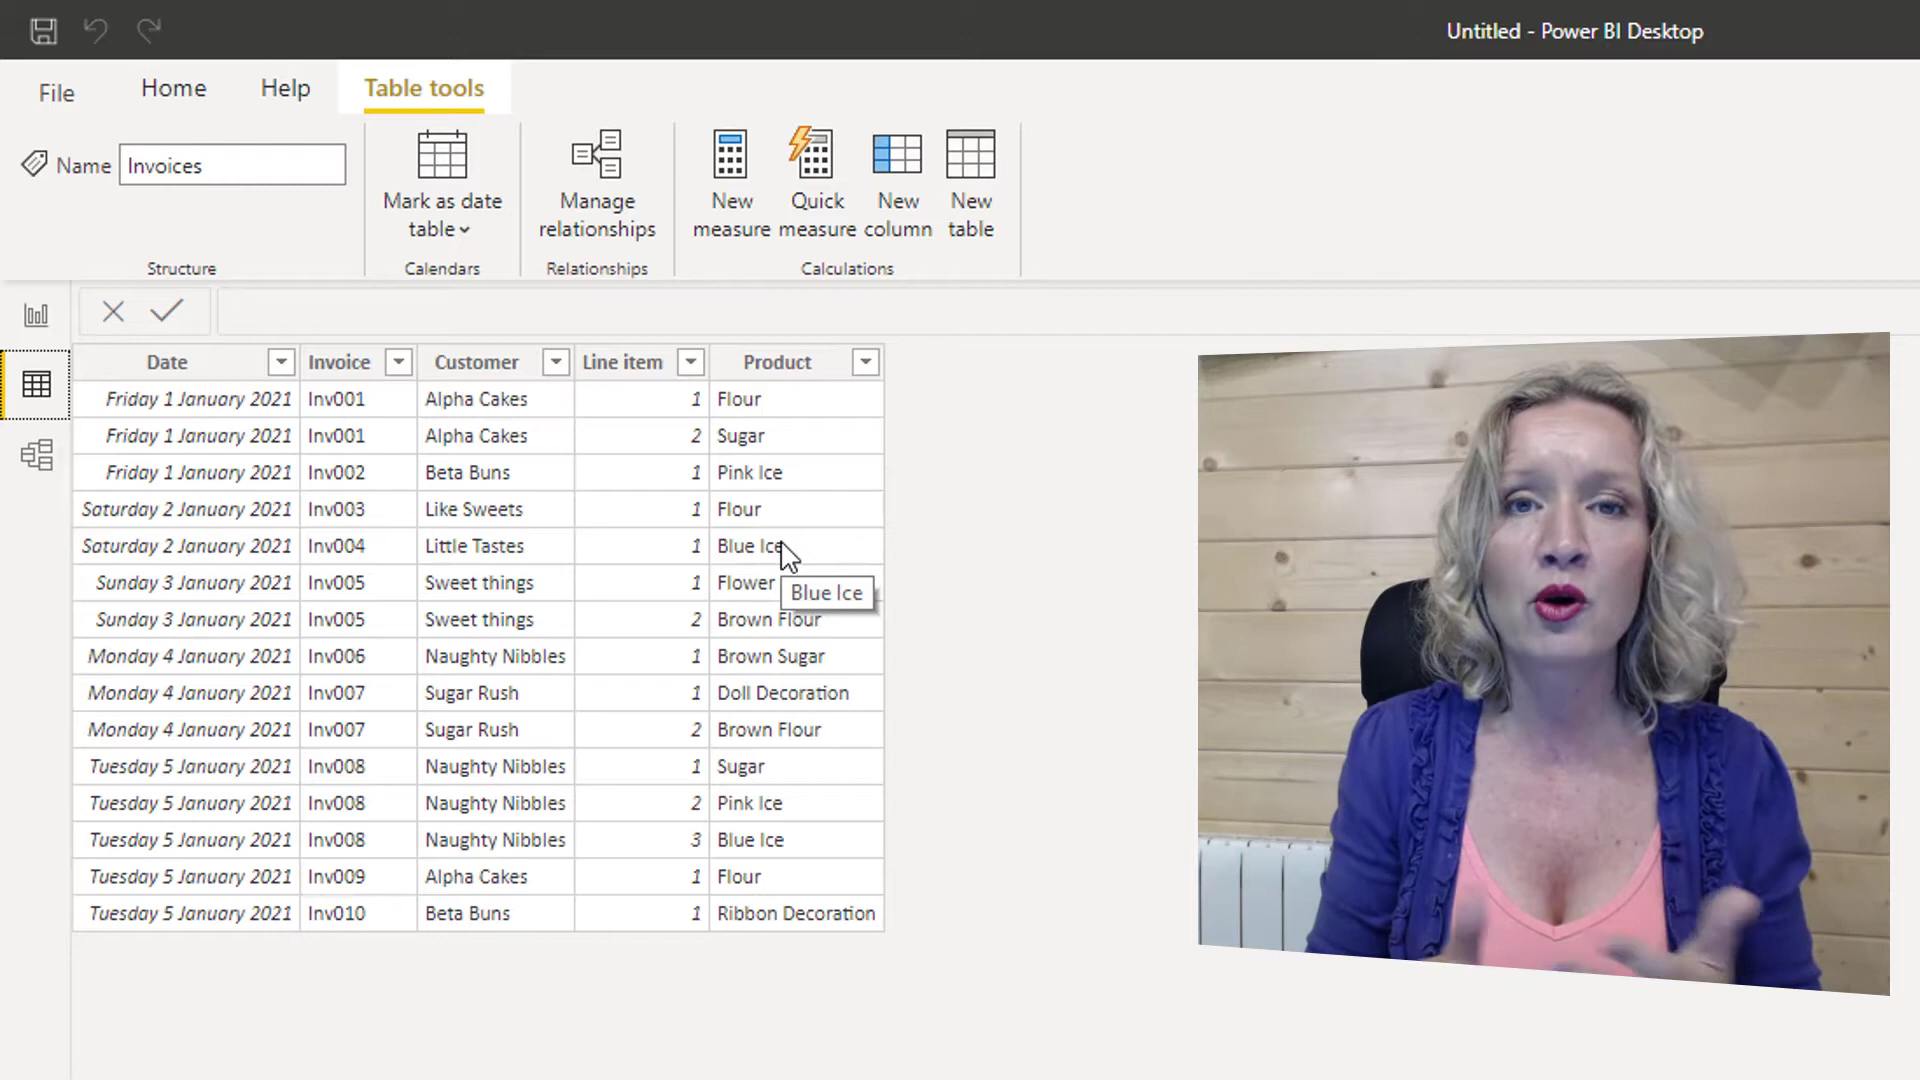 Untitled - Power BI Desktop
File Home Help Table tools
Name Invoices
Mark as date table
Manage relationships
New measure
Quick measure
New column
New table
Structure Calendars Relationships Calculations
Date Invoice Customer Line item Product
Friday 1 January 2021 Inv001 Alpha Cakes 1 Flour
Friday 1 January 2021 Inv001 Alpha Cakes 2 Sugar
Friday 1 January 2021 Inv002 Beta Buns 1 Pink Ice
Saturday 2 January 2021 Inv003 Like Sweets 1 Flour
Saturday 2 January 2021 Inv004 Little Tastes 1 Blue Ice
Sunday 3 January 2021 Inv005 Sweet things 1 Flower
Blue Ice
Sunday 3 January 2021 Inv005 Sweet things 2 Brown Flour
Monday 4 January 2021 Inv006 Naughty Nibbles 1 Brown Sugar
Monday 4 January 2021 Inv007 Sugar Rush 1 Doll Decoration
Monday 4 January 2021 Inv007 Sugar Rush 2 Brown Flour
Tuesday 5 January 2021 Inv008 Naughty Nibbles 1 Sugar
Tuesday 5 January 2021 Inv008 Naughty Nibbles 2 Pink Ice
Tuesday 5 January 2021 Inv008 Naughty Nibbles 3 Blue Ice
Tuesday 5 January 2021 Inv009 Alpha Cakes 1 Flour
Tuesday 5 January 2021 Inv010 Beta Buns 1 Ribbon Decoration